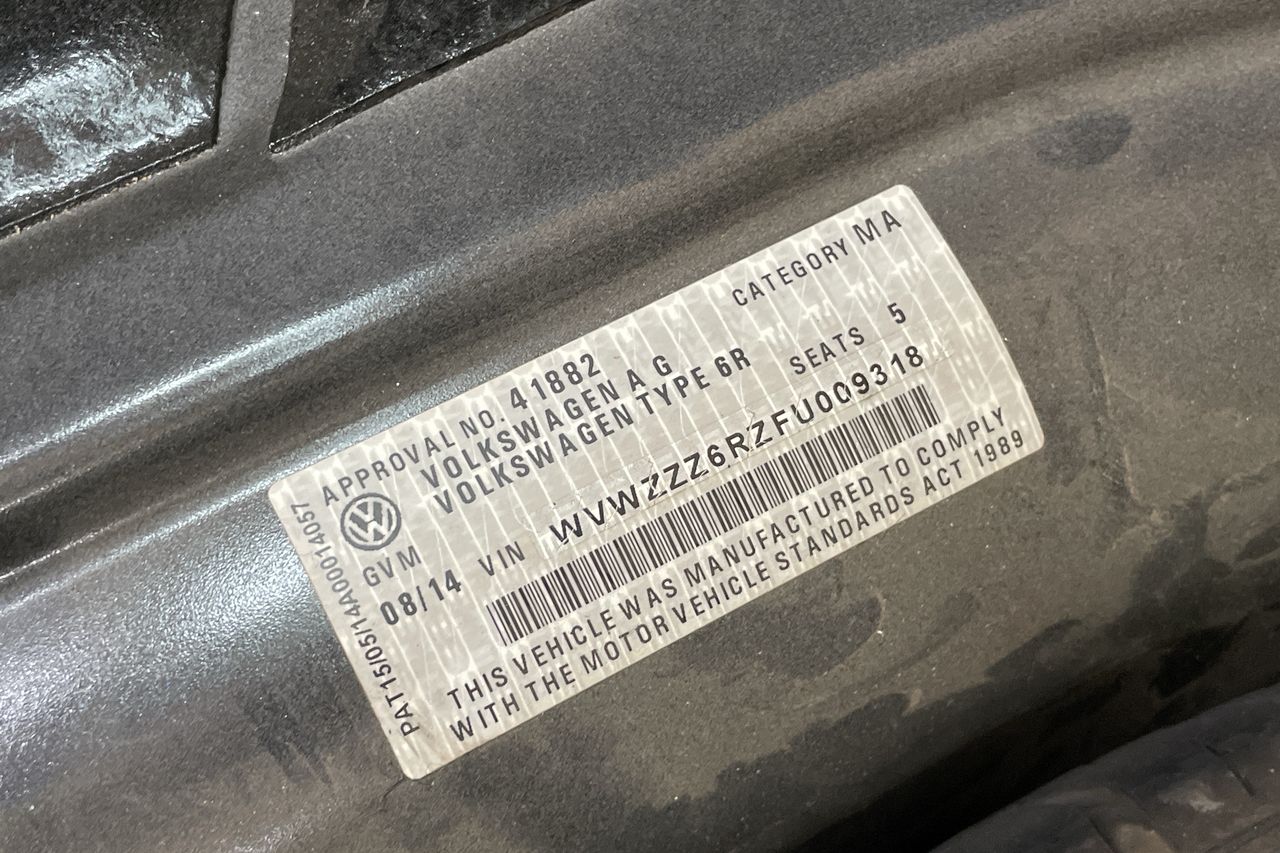 APPROVAL NO. 41882 CATEGORY MA
VOLKSWAGEN A G
VOLKSWAGEN TYPE 6R SEATS 5
GVM
08/14 VIN WVWZZZ6RZFU009318
THIS VEHICLE WAS MANUFACTURED TO COMPLY
WITH THE MOTOR VEHICLE STANDARDS ACT 1989
PAT15/05/14A00014057